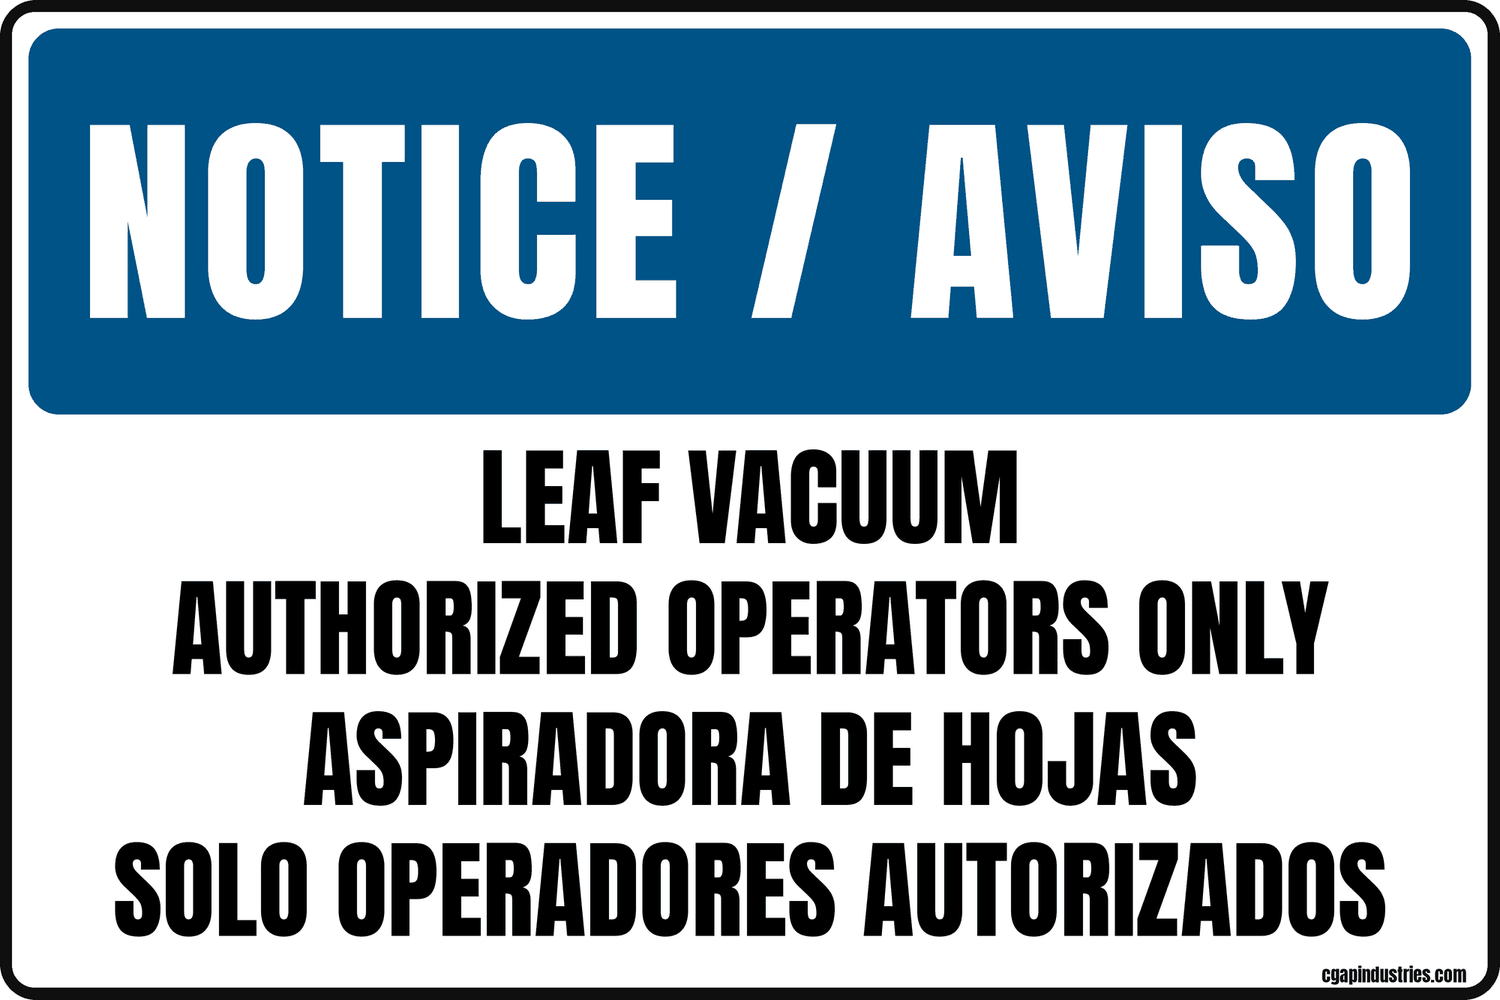 NOTICE / AVISO
LEAF VACUUM
AUTHORIZED OPERATORS ONLY
ASPIRADORA DE HOJAS
SOLO OPERADORES AUTORIZADOS
cgapindustries.com